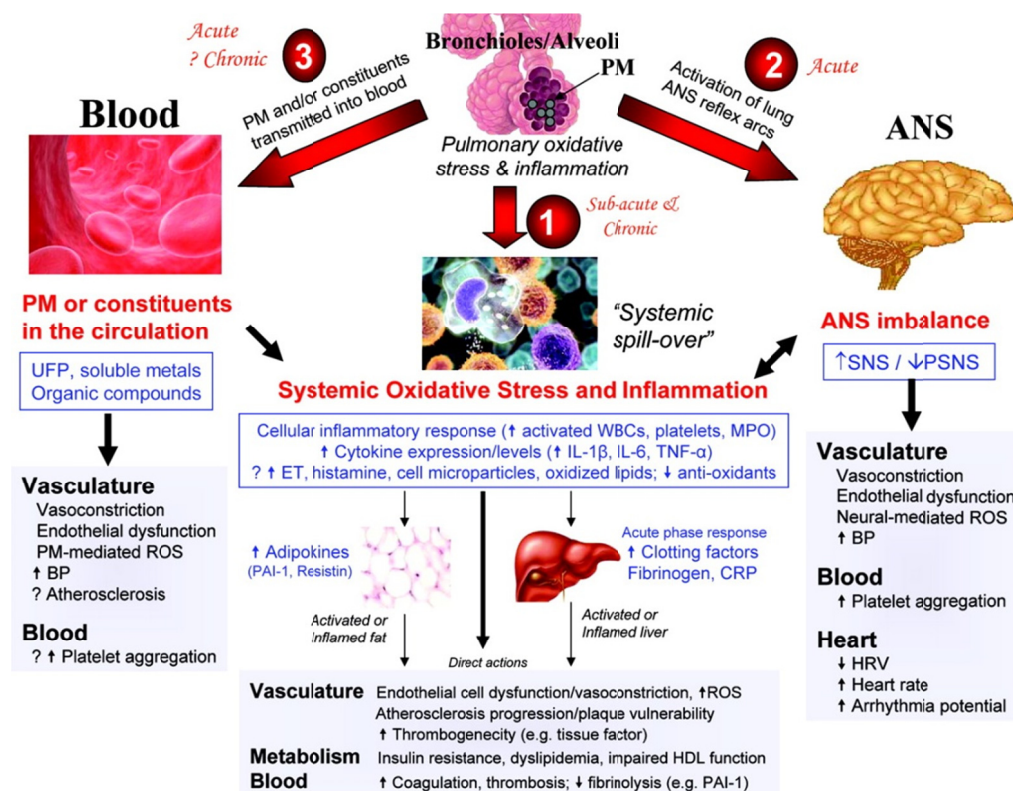 Acute
? Chronic
3
PM and/or constituents
transmitted into blood
Bronchioles/Alveoli
PM
Pulmonary oxidative
stress & inflammation
2
Acute
Activation of lung
ANS reflex arcs
Blood
ANS
1
Sub-acute &
Chronic
"Systemic
spill-over"
PM or constituents
in the circulation
UFP, soluble metals
Organic compounds
Vasculature
Vasoconstriction
Endothelial dysfunction
PM-mediated ROS
↑ BP
? Atherosclerosis
Blood
? ↑ Platelet aggregation
Systemic Oxidative Stress and Inflammation
Cellular inflammatory response (↑ activated WBCs, platelets, MPO)
↑ Cytokine expression/levels (↑ IL-1β, IL-6, TNF-α)
? ↑ ET, histamine, cell microparticles, oxidized lipids; ↓ anti-oxidants
↑ Adipokines
(PAI-1, Resistin)
Activated or
Inflamed fat
Acute phase response
↑ Clotting factors
Fibrinogen, CRP
Activated or
Inflamed liver
Direct actions
Vasculature Endothelial cell dysfunction/vasoconstriction, ↑ROS
Atherosclerosis progression/plaque vulnerability
↑ Thrombogenecity (e.g. tissue factor)
Metabolism Insulin resistance, dyslipidemia, impaired HDL function
Blood ↑ Coagulation, thrombosis; ↓ fibrinolysis (e.g. PAI-1)
ANS imbalance
↑SNS / ↓PSNS
Vasculature
Vasoconstriction
Endothelial dysfunction
Neural-mediated ROS
↑ BP
Blood
↑ Platelet aggregation
Heart
↓ HRV
↑ Heart rate
↑ Arrhythmia potential